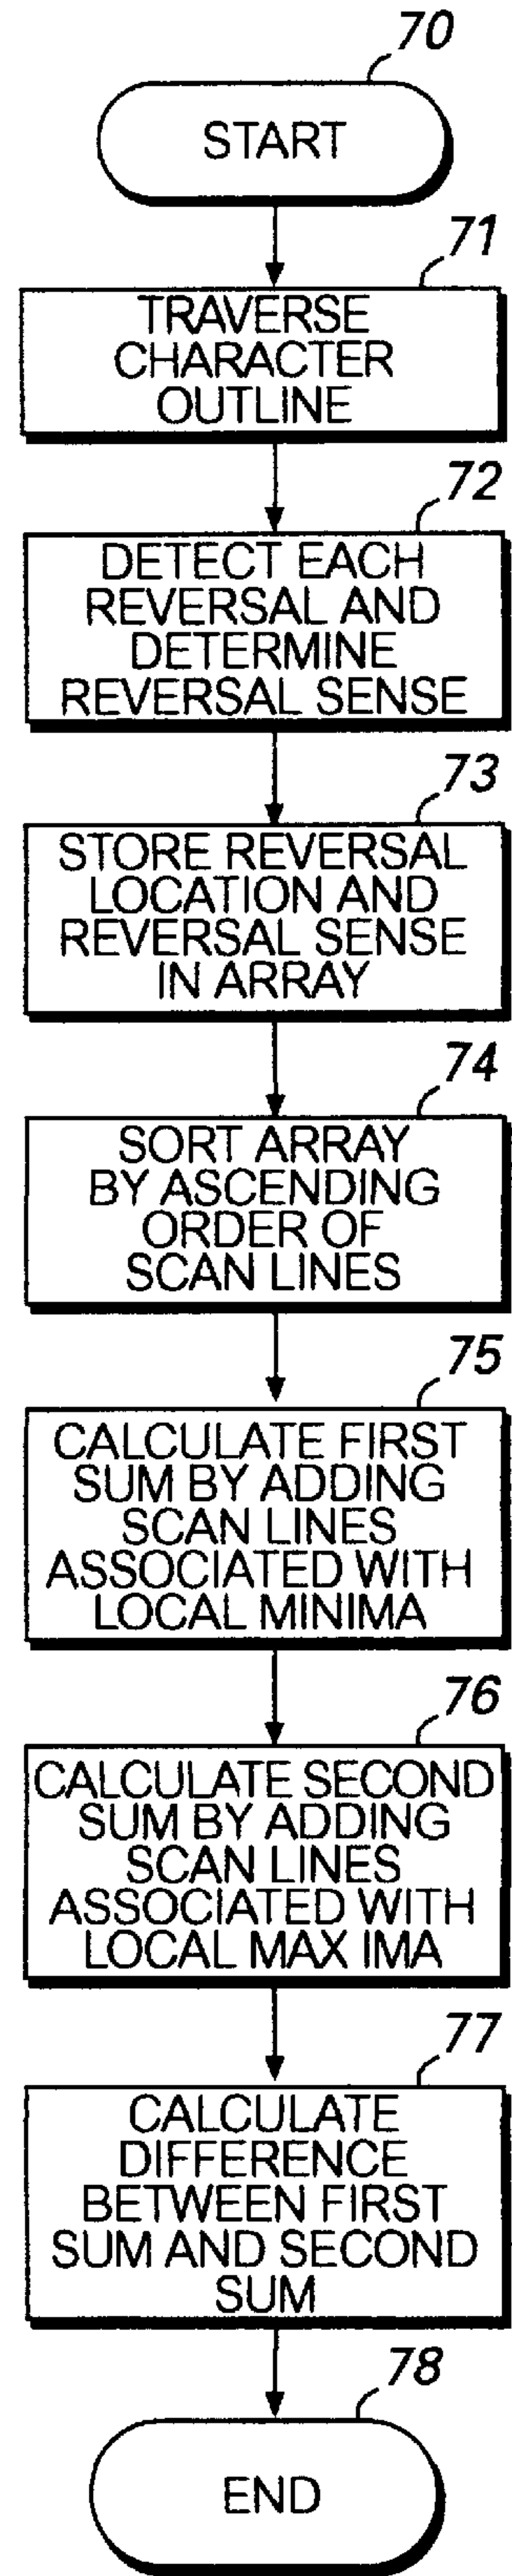 70
START
71
TRAVERSE
CHARACTER
OUTLINE
72
DETECT EACH
REVERSAL AND
DETERMINE
REVERSAL SENSE
73
STORE REVERSAL
LOCATION AND
REVERSAL SENSE
IN ARRAY
74
SORT ARRAY
BY ASCENDING
ORDER OF
SCAN LINES
75
CALCULATE FIRST
SUM BY ADDING
SCAN LINES
ASSOCIATED WITH
LOCAL MINIMA
76
CALCULATE SECOND
SUM BY ADDING
SCAN LINES
ASSOCIATED WITH
LOCAL MAX IMA
77
CALCULATE
DIFFERENCE
BETWEEN FIRST
SUM AND SECOND
SUM
78
END